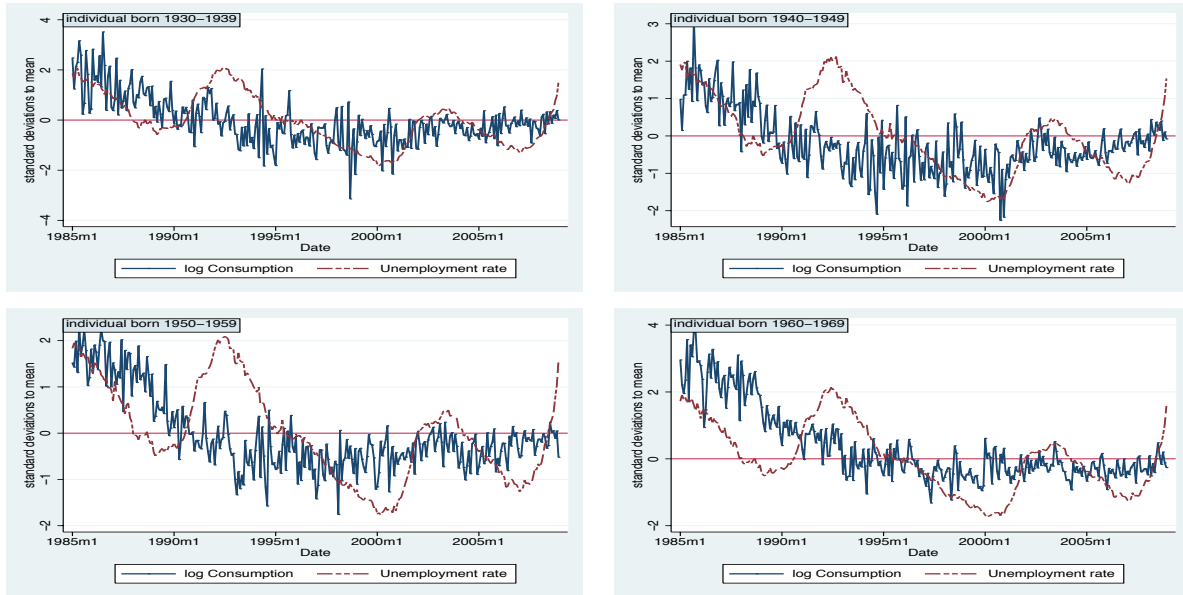 individual born 1930−1939
standard deviations to mean
4
2
0
−2
−4
1985m1 1990m1 1995m1 2000m1 2005m1
Date
log Consumption Unemployment rate
individual born 1940−1949
standard deviations to mean
3
2
1
0
−1
−2
1985m1 1990m1 1995m1 2000m1 2005m1
Date
log Consumption Unemployment rate
individual born 1950−1959
standard deviations to mean
2
1
0
−1
−2
1985m1 1990m1 1995m1 2000m1 2005m1
Date
log Consumption Unemployment rate
individual born 1960−1969
standard deviations to mean
4
2
0
−2
1985m1 1990m1 1995m1 2000m1 2005m1
Date
log Consumption Unemployment rate